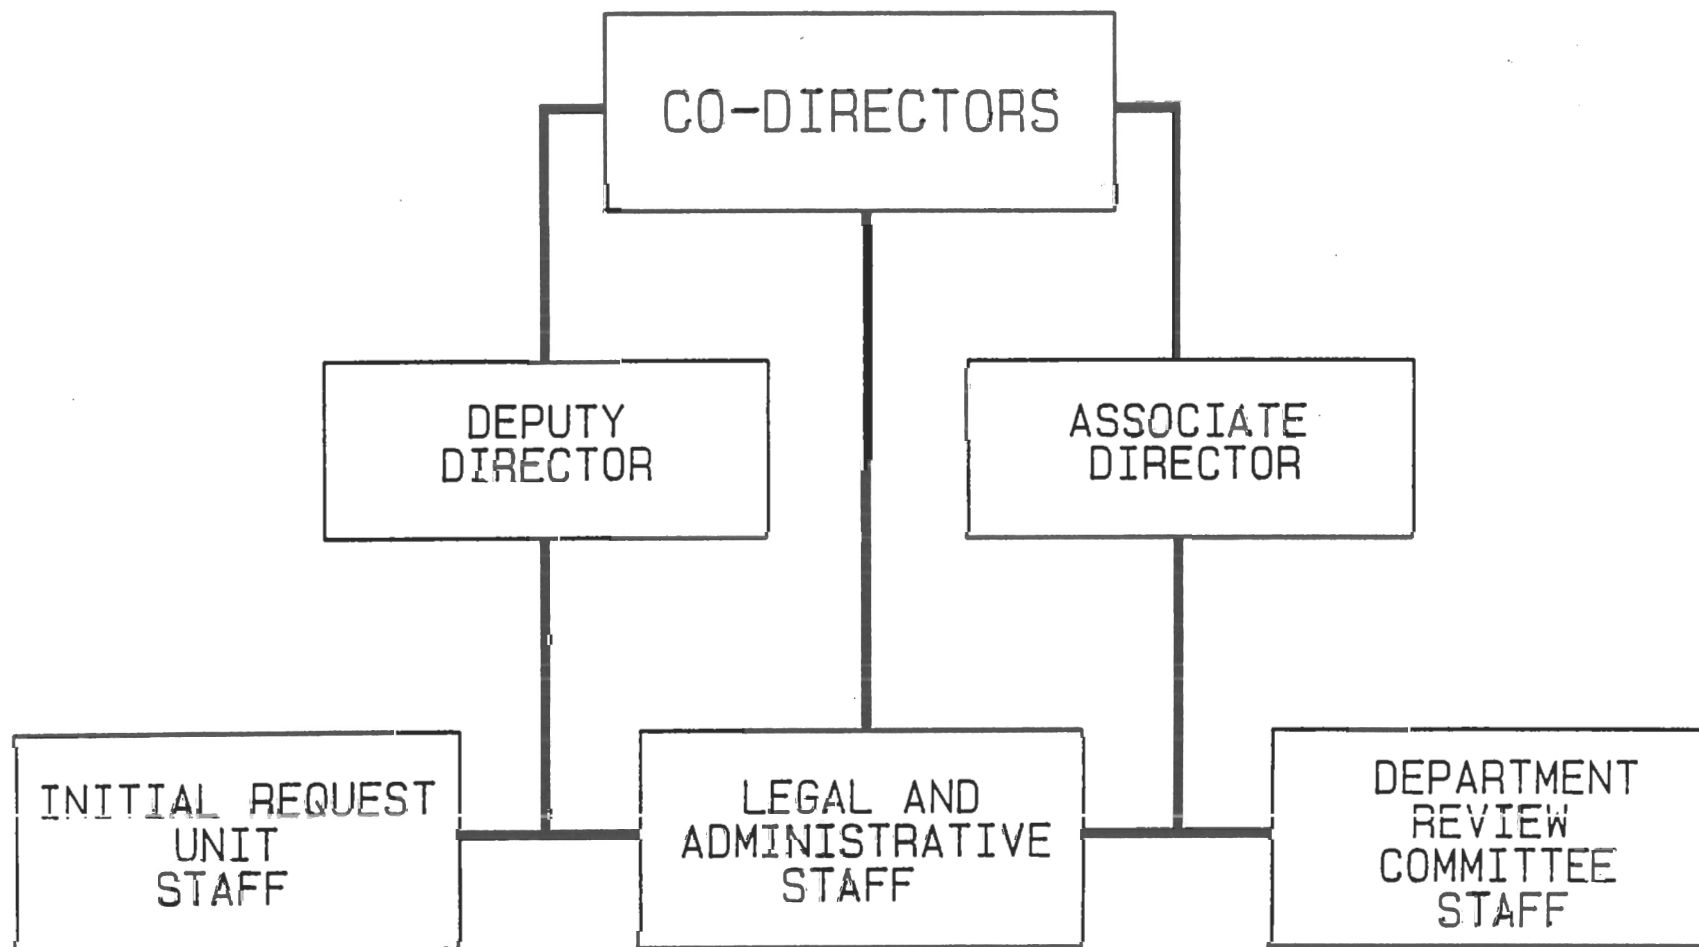 CO-DIRECTORS
DEPUTY
DIRECTOR
ASSOCIATE
DIRECTOR
INITIAL REQUEST
UNIT
STAFF
LEGAL AND
ADMINISTRATIVE
STAFF
DEPARTMENT
REVIEW
COMMITTEE
STAFF